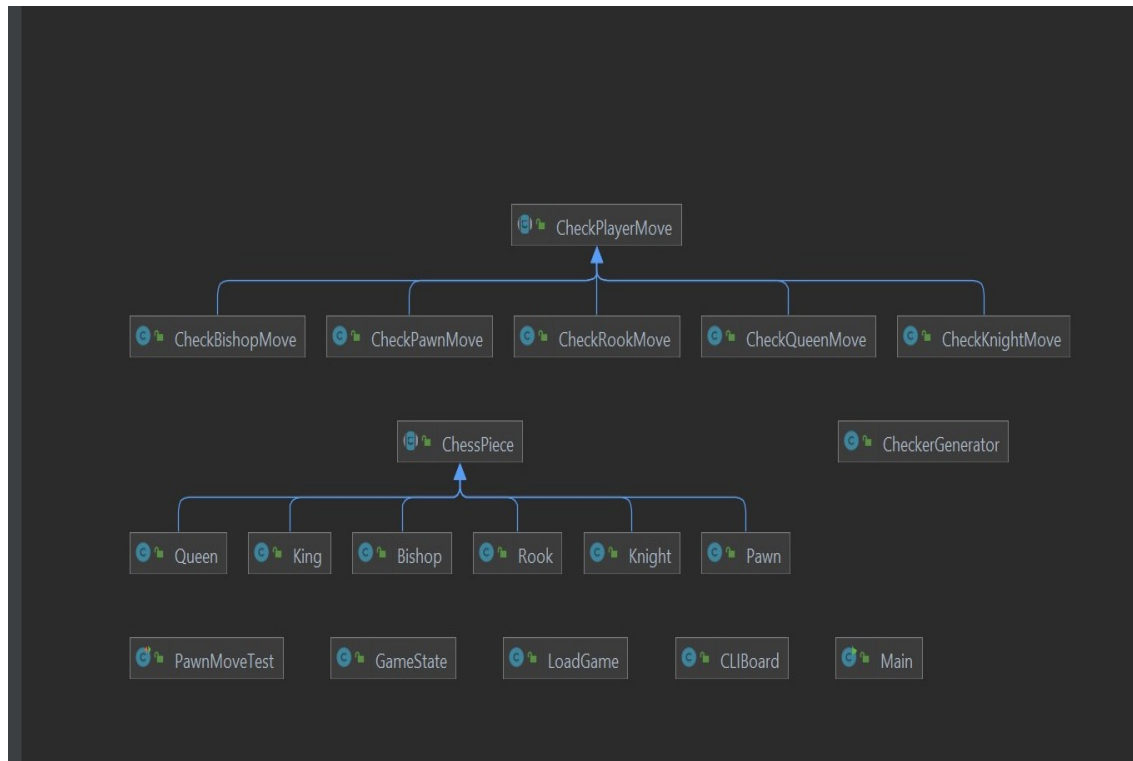 CheckPlayerMove
CheckBishopMove
CheckPawnMove
CheckRookMove
CheckQueenMove
CheckKnightMove
ChessPiece
CheckerGenerator
Queen
King
Bishop
Rook
Knight
Pawn
PawnMoveTest
GameState
LoadGame
CLIBoard
Main